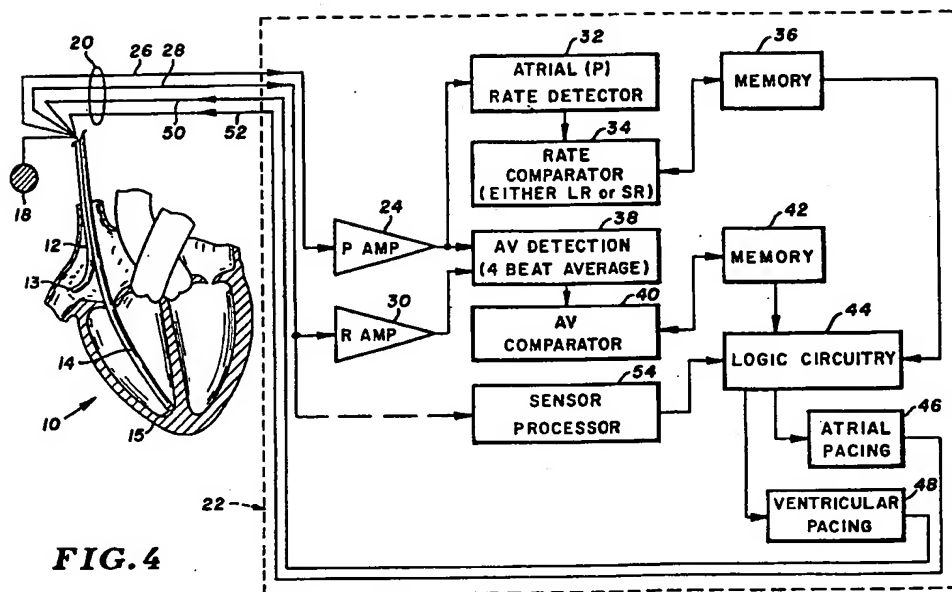 20
26
28
50
52
18
12
13
14
10
15
22
FIG.4
24
P AMP
30
R AMP
32
ATRIAL (P)
RATE DETECTOR
34
RATE
COMPARATOR
(EITHER LR or SR)
36
MEMORY
38
AV DETECTION
(4 BEAT AVERAGE)
40
AV
COMPARATOR
42
MEMORY
44
LOGIC CIRCUITRY
54
SENSOR
PROCESSOR
46
ATRIAL
PACING
48
VENTRICULAR
PACING